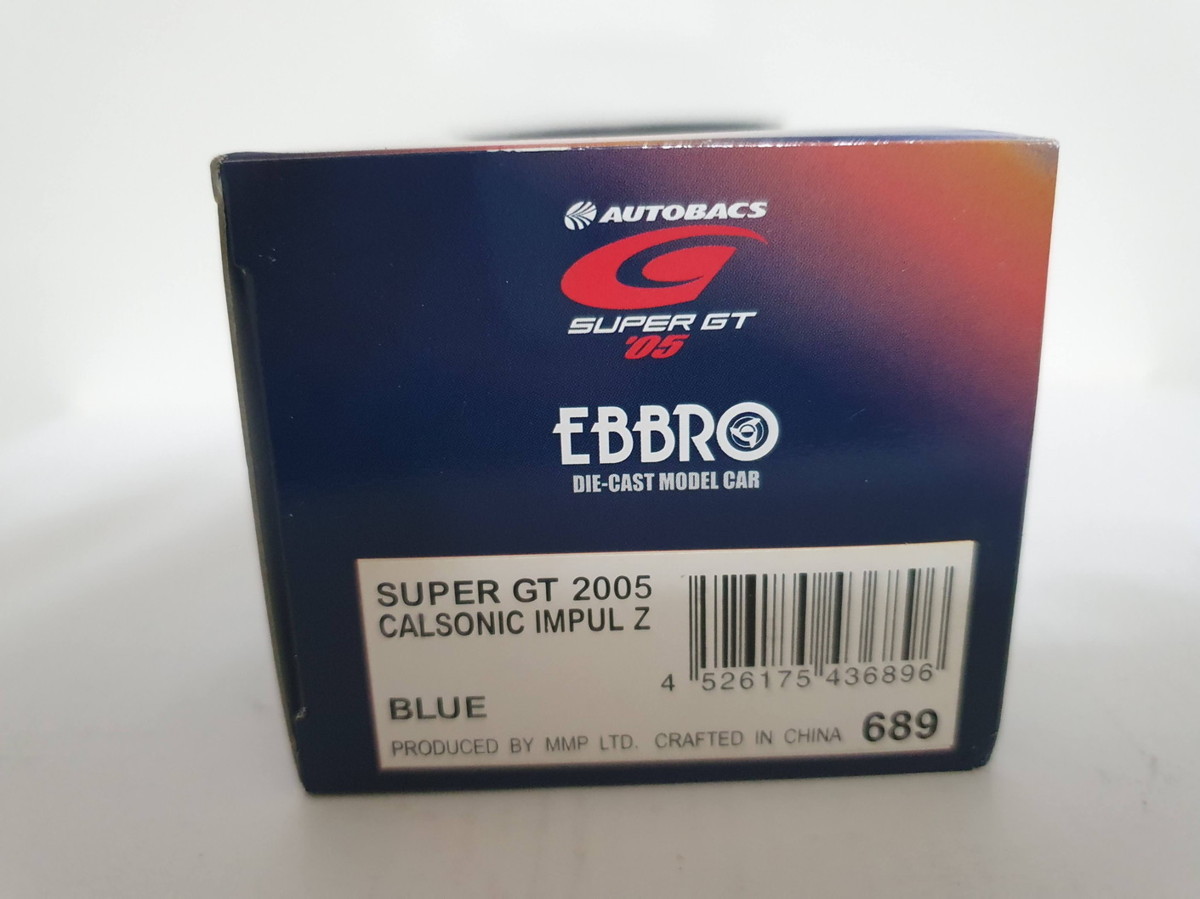 AUTOBACS
SUPER GT
'05
EBBRO
DIE-CAST MODEL CAR
SUPER GT 2005
CALSONIC IMPUL Z
4 526175 436896
BLUE
PRODUCED BY MMP LTD. CRAFTED IN CHINA 689